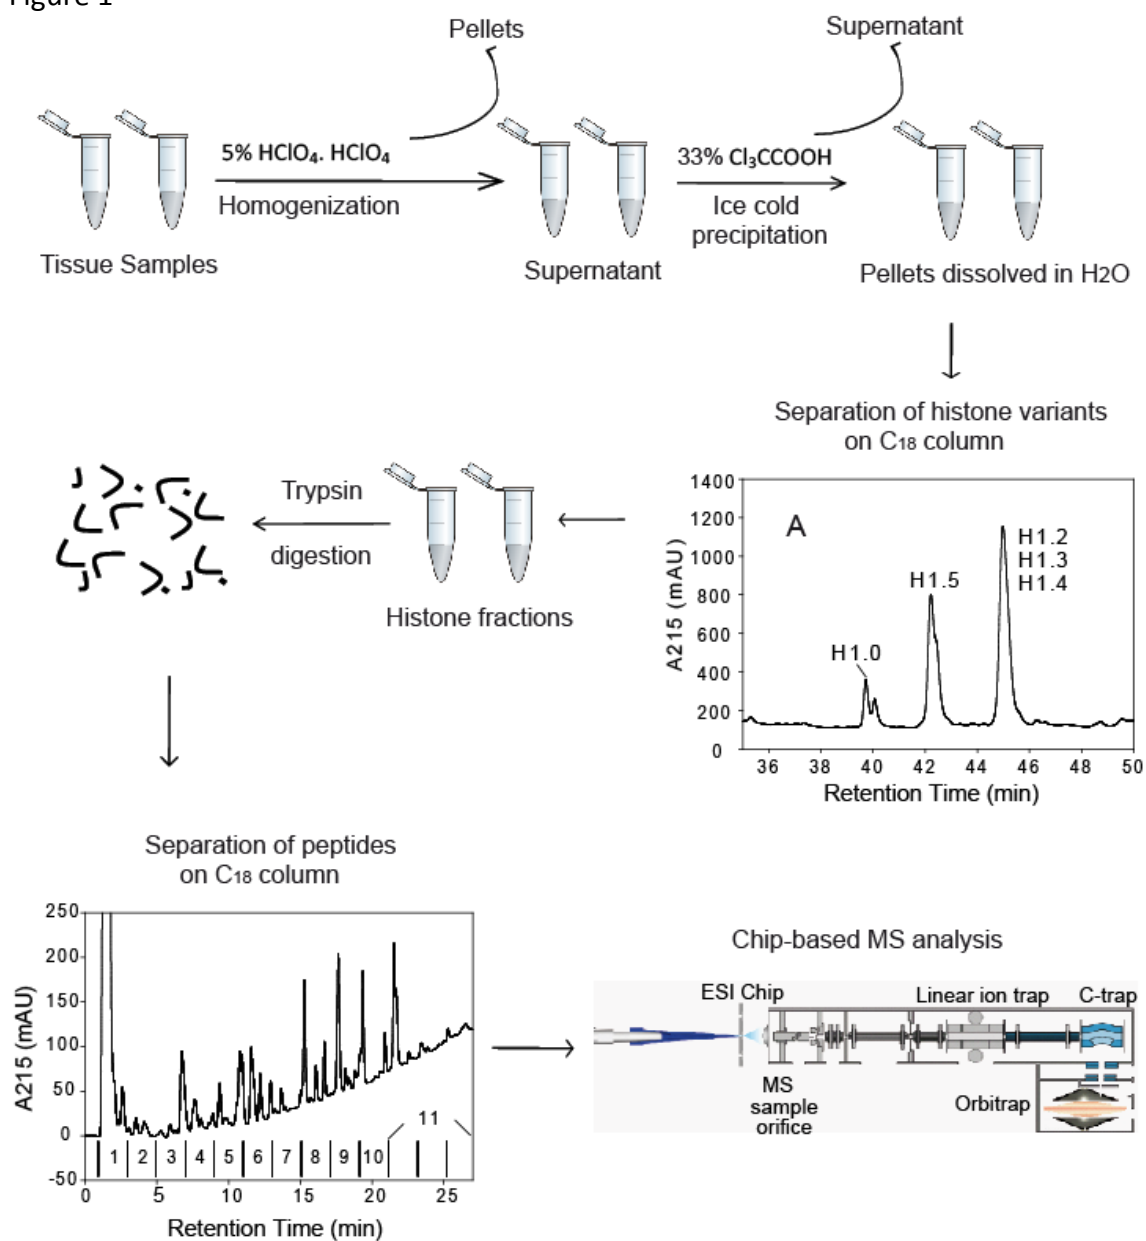 Figure 1
Pellets
Supernatant
5% HClO₄. HClO₄
Homogenization
33% Cl₃CCOOH
Ice cold
precipitation
Tissue Samples
Supernatant
Pellets dissolved in H2O
Separation of histone variants
on C₁₈ column
Trypsin
digestion
Histone fractions
A
H1.0
H1.5
H1.2
H1.3
H1.4
A215 (mAU)
1400
1200
1000
800
600
400
200
0
36 38 40 42 44 46 48 50
Retention Time (min)
Separation of peptides
on C₁₈ column
A215 (mAU)
250
200
150
100
50
0
-50
11
1 2 3 4 5 6 7 8 9 10
0 5 10 15 20 25
Retention Time (min)
Chip-based MS analysis
ESI Chip
Linear ion trap
C-trap
MS
sample
orifice
Orbitrap